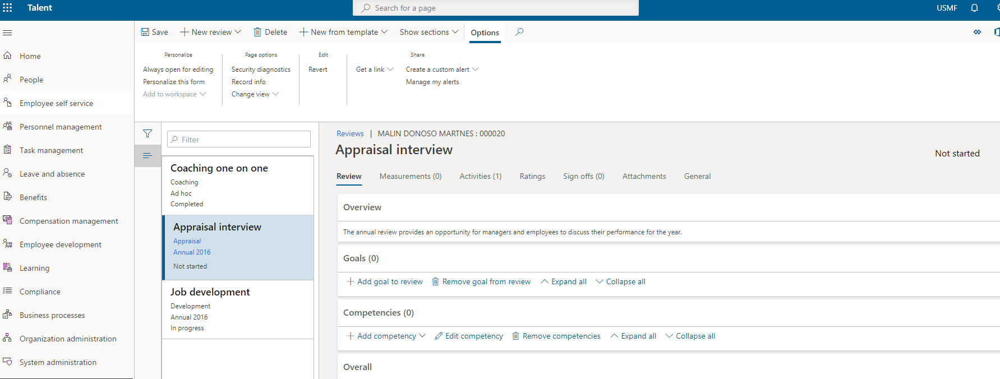 Talent
Search for a page
USMF
Save
New review
Delete
New from template
Show sections
Options
Personalize
Always open for editing
Personalize this form
Add to workspace
Page options
Security diagnostics
Record info
Change view
Edit
Revert
Share
Get a link
Create a custom alert
Manage my alerts
Home
People
Employee self service
Personnel management
Task management
Leave and absence
Benefits
Compensation management
Employee development
Learning
Compliance
Business processes
Organization administration
System administration
Filter
Coaching one on one
Coaching
Ad hoc
Completed
Appraisal interview
Appraisal
Annual 2016
Not started
Job development
Development
Annual 2016
In progress
Reviews | MALIN DONOSO MARTNES : 000020
Appraisal interview
Not started
Review
Measurements (0)
Activities (1)
Ratings
Sign offs (0)
Attachments
General
Overview
The annual review provides an opportunity for managers and employees to discuss their performance for the year.
Goals (0)
Add goal to review
Remove goal from review
Expand all
Collapse all
Competencies (0)
Add competency
Edit competency
Remove competencies
Expand all
Collapse all
Overall